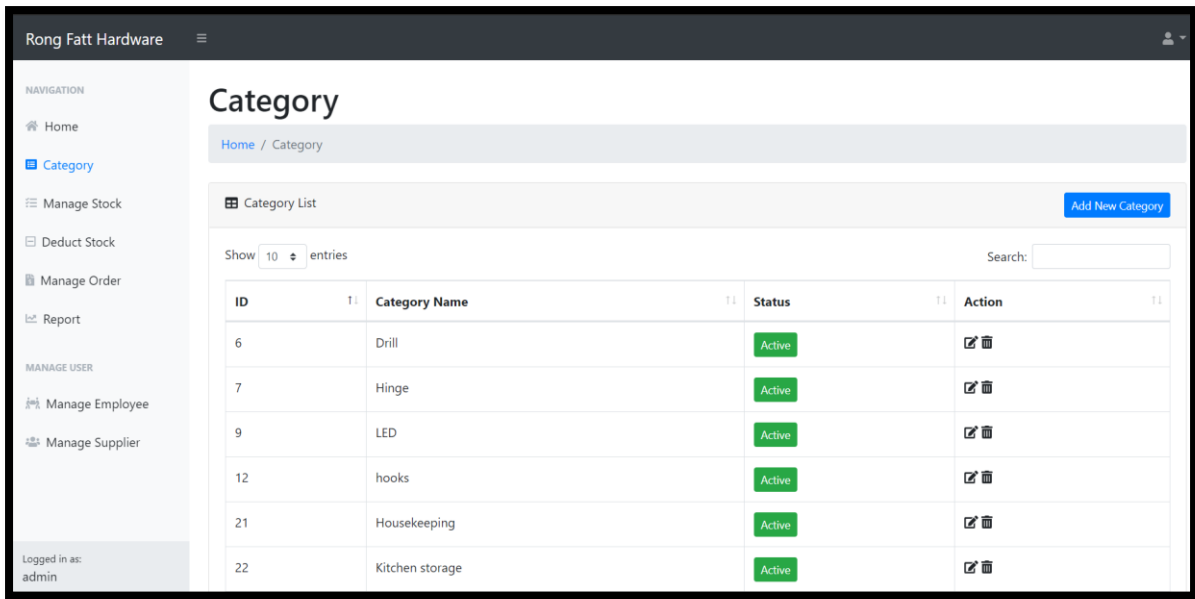 Rong Fatt Hardware
NAVIGATION
Home
Category
Manage Stock
Deduct Stock
Manage Order
Report
MANAGE USER
Manage Employee
Manage Supplier
Logged in as:
admin
Category
Home / Category
Category List
Add New Category
Show 10 entries
Search:
ID Category Name Status Action
6 Drill Active
7 Hinge Active
9 LED Active
12 hooks Active
21 Housekeeping Active
22 Kitchen storage Active